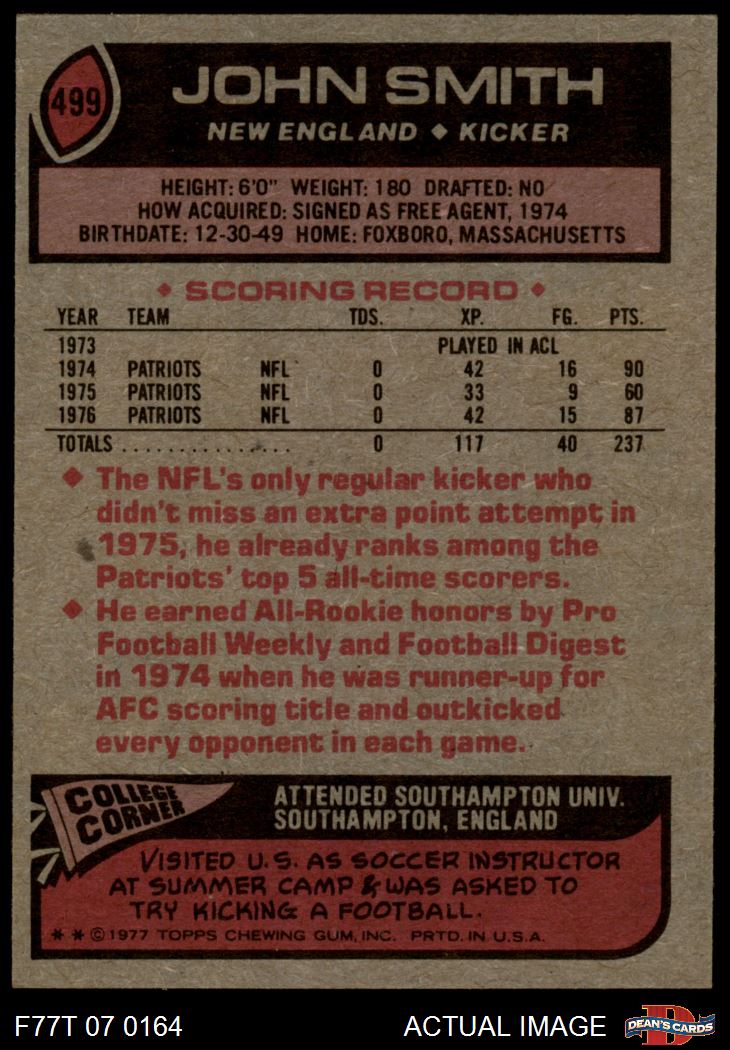 499
JOHN SMITH
NEW ENGLAND ◆ KICKER
HEIGHT: 6'0" WEIGHT: 180 DRAFTED: NO
HOW ACQUIRED: SIGNED AS FREE AGENT, 1974
BIRTHDATE: 12-30-49 HOME: FOXBORO, MASSACHUSETTS
◆ SCORING RECORD ◆
YEAR TEAM TDS. XP. FG. PTS.
1973 PLAYED IN ACL
1974 PATRIOTS NFL 0 42 16 90
1975 PATRIOTS NFL 0 33 9 60
1976 PATRIOTS NFL 0 42 15 87
TOTALS ................ 0 117 40 237
◆ The NFL's only regular kicker who
didn't miss an extra point attempt in
1975, he already ranks among the
Patriots' top 5 all-time scorers.
◆ He earned All-Rookie honors by Pro
Football Weekly and Football Digest
in 1974 when he was runner-up for
AFC scoring title and outkicked
every opponent in each game.
COLLEGE
CORNER
ATTENDED SOUTHAMPTON UNIV.
SOUTHAMPTON, ENGLAND
VISITED U.S. AS SOCCER INSTRUCTOR
AT SUMMER CAMP & WAS ASKED TO
TRY KICKING A FOOTBALL.
** © 1977 TOPPS CHEWING GUM, INC. PRTD. IN U.S.A.
F77T 07 0164 ACTUAL IMAGE
D
DEAN'S CARDS